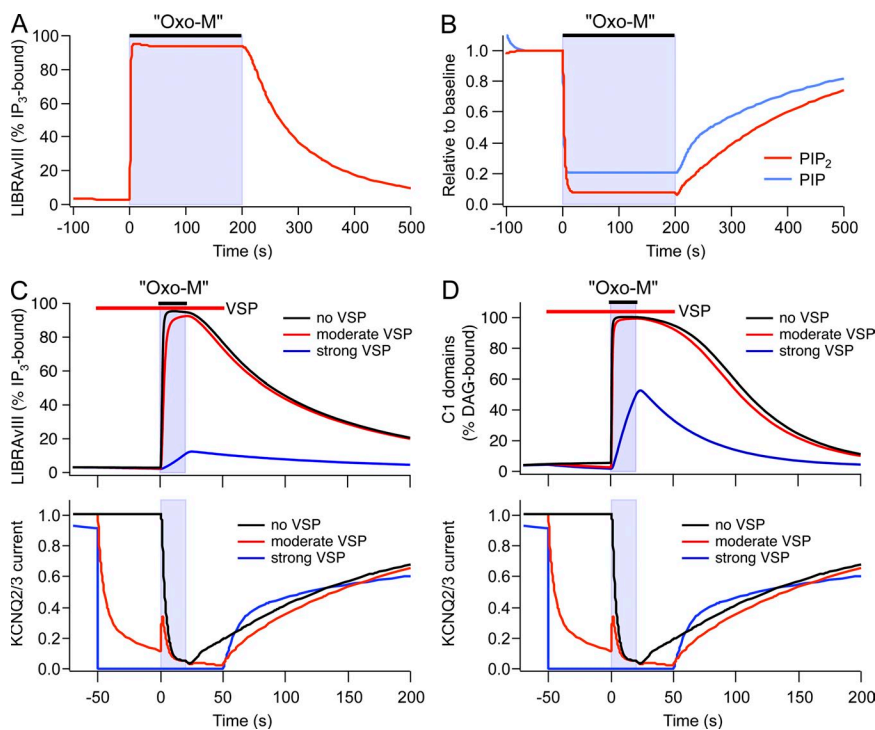 A
"Oxo-M"
LIBRAvIII (% IP3-bound)
100
80
60
40
20
0
-100
0
100
200
300
400
500
Time (s)
B
"Oxo-M"
Relative to baseline
1.0
0.8
0.6
0.4
0.2
0.0
PIP2
PIP
-100
0
100
200
300
400
500
Time (s)
C
"Oxo-M"
VSP
LIBRAvIII (% IP3-bound)
100
80
60
40
20
0
no VSP
moderate VSP
strong VSP
KCNQ2/3 current
1.0
0.8
0.6
0.4
0.2
0.0
no VSP
moderate VSP
strong VSP
-50
0
50
100
150
200
Time (s)
D
"Oxo-M"
VSP
C1 domains
(% DAG-bound)
100
80
60
40
20
0
no VSP
moderate VSP
strong VSP
KCNQ2/3 current
1.0
0.8
0.6
0.4
0.2
0.0
no VSP
moderate VSP
strong VSP
-50
0
50
100
150
200
Time (s)